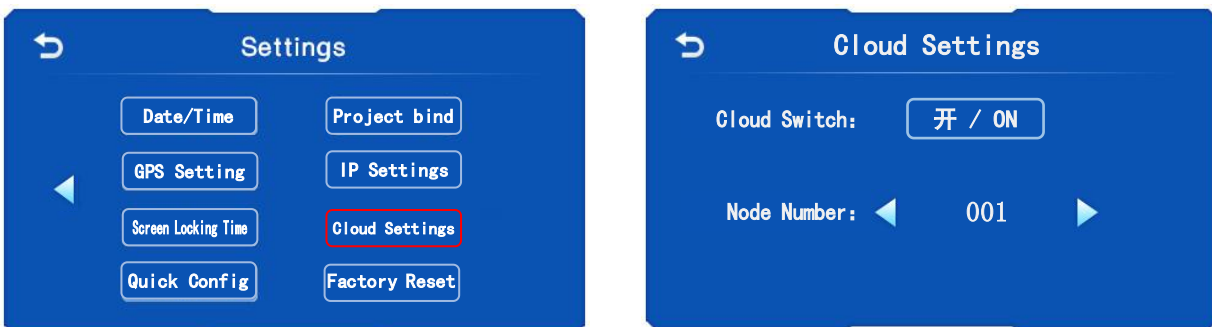 Settings
Date/Time
Project bind
GPS Setting
IP Settings
Screen Locking Time
Cloud Settings
Quick Config
Factory Reset
Cloud Settings
Cloud Switch: 开 / ON
Node Number: 001